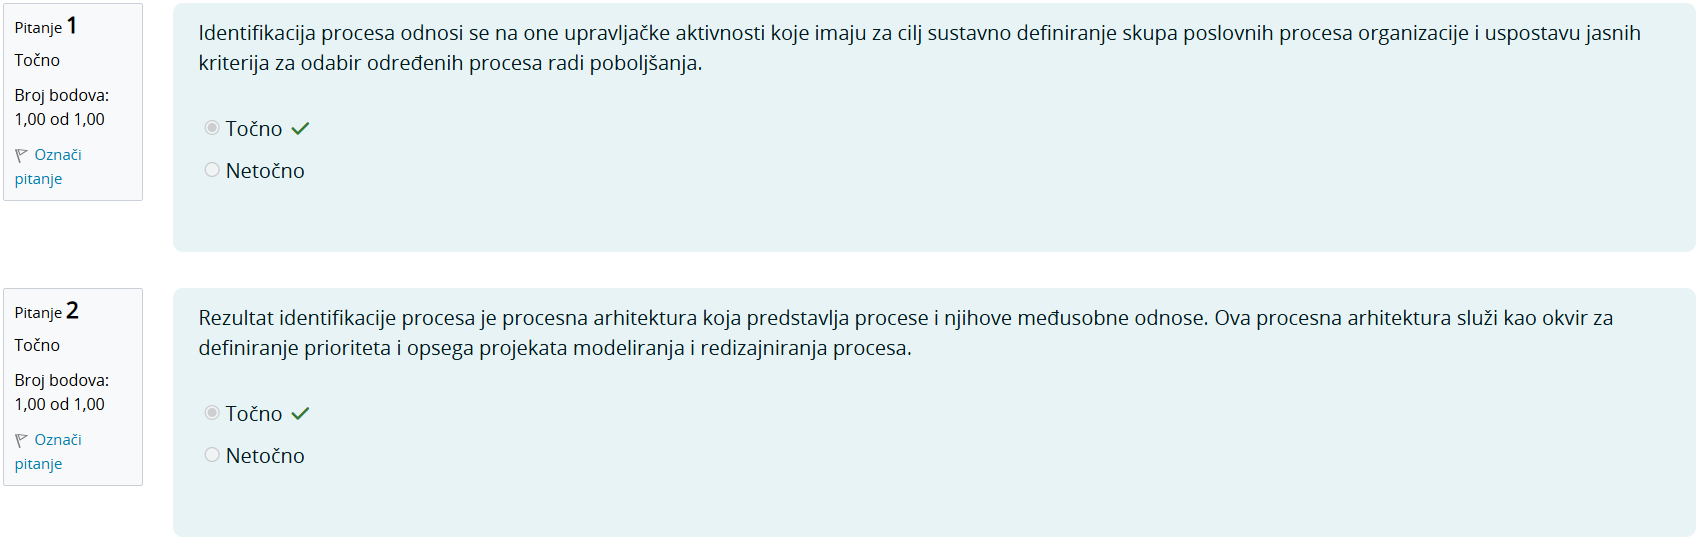 Pitanje 1
Točno
Broj bodova:
1,00 od 1,00
Označi
pitanje
Identifikacija procesa odnosi se na one upravljačke aktivnosti koje imaju za cilj sustavno definiranje skupa poslovnih procesa organizacije i uspostavu jasnih
kriterija za odabir određenih procesa radi poboljšanja.
Točno
Netočno
Pitanje 2
Točno
Broj bodova:
1,00 od 1,00
Označi
pitanje
Rezultat identifikacije procesa je procesna arhitektura koja predstavlja procese i njihove međusobne odnose. Ova procesna arhitektura služi kao okvir za
definiranje prioriteta i opsega projekata modeliranja i redizajniranja procesa.
Točno
Netočno